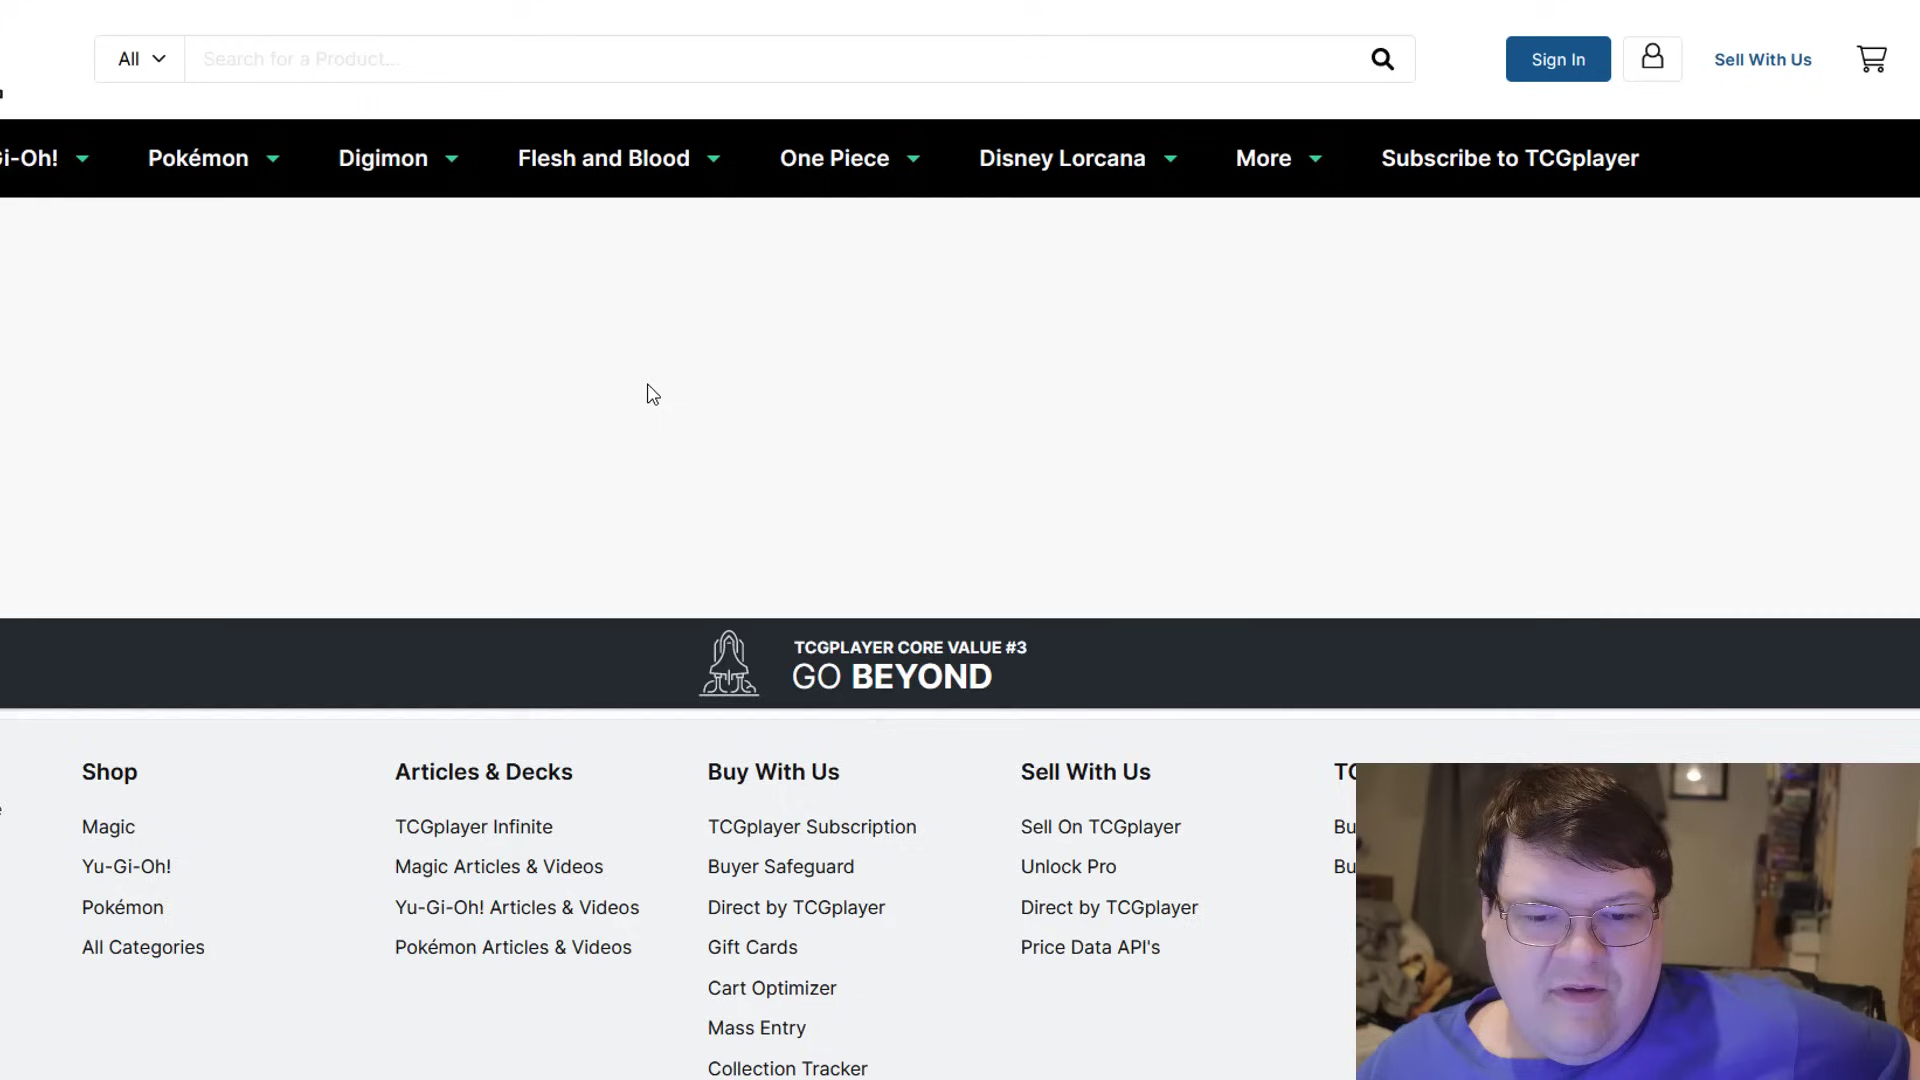 All
Search for a Product...
Sign In
Sell With Us
Gi-Oh!
Pokémon
Digimon
Flesh and Blood
One Piece
Disney Lorcana
More
Subscribe to TCGplayer
TCGPLAYER CORE VALUE #3
GO BEYOND
Shop
Magic
Yu-Gi-Oh!
Pokémon
All Categories
Articles & Decks
TCGplayer Infinite
Magic Articles & Videos
Yu-Gi-Oh! Articles & Videos
Pokémon Articles & Videos
Buy With Us
TCGplayer Subscription
Buyer Safeguard
Direct by TCGplayer
Gift Cards
Cart Optimizer
Mass Entry
Collection Tracker
Sell With Us
Sell On TCGplayer
Unlock Pro
Direct by TCGplayer
Price Data API's
TC
Bu
Bu